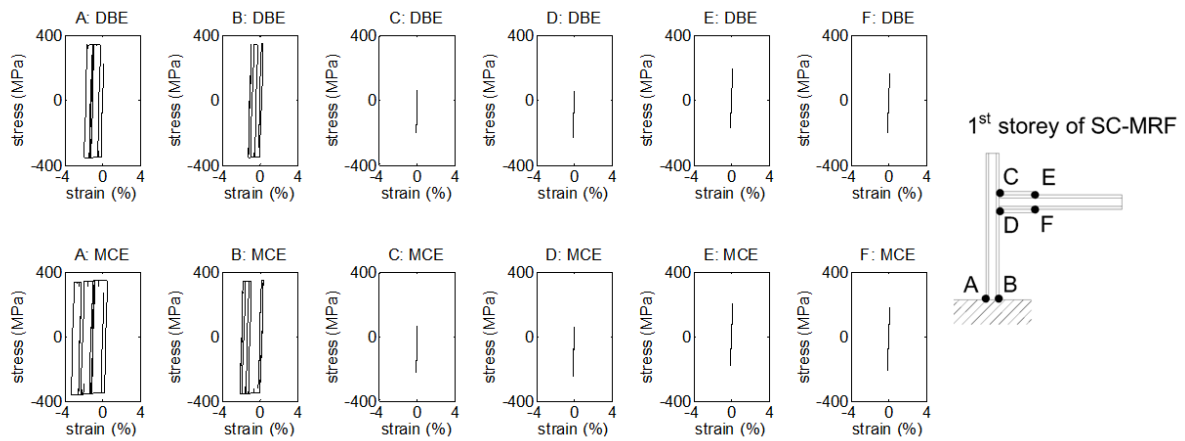 A: DBE
B: DBE
C: DBE
D: DBE
E: DBE
F: DBE
400
0
-400
stress (MPa)
-4 0 4
strain (%)
400
0
-400
stress (MPa)
-4 0 4
strain (%)
400
0
-400
stress (MPa)
-4 0 4
strain (%)
400
0
-400
stress (MPa)
-4 0 4
strain (%)
400
0
-400
stress (MPa)
-4 0 4
strain (%)
400
0
-400
stress (MPa)
-4 0 4
strain (%)
A: MCE
B: MCE
C: MCE
D: MCE
E: MCE
F: MCE
400
0
-400
stress (MPa)
-4 0 4
strain (%)
400
0
-400
stress (MPa)
-4 0 4
strain (%)
400
0
-400
stress (MPa)
-4 0 4
strain (%)
400
0
-400
stress (MPa)
-4 0 4
strain (%)
400
0
-400
stress (MPa)
-4 0 4
strain (%)
400
0
-400
stress (MPa)
-4 0 4
strain (%)
1st storey of SC-MRF
C E
D F
A B